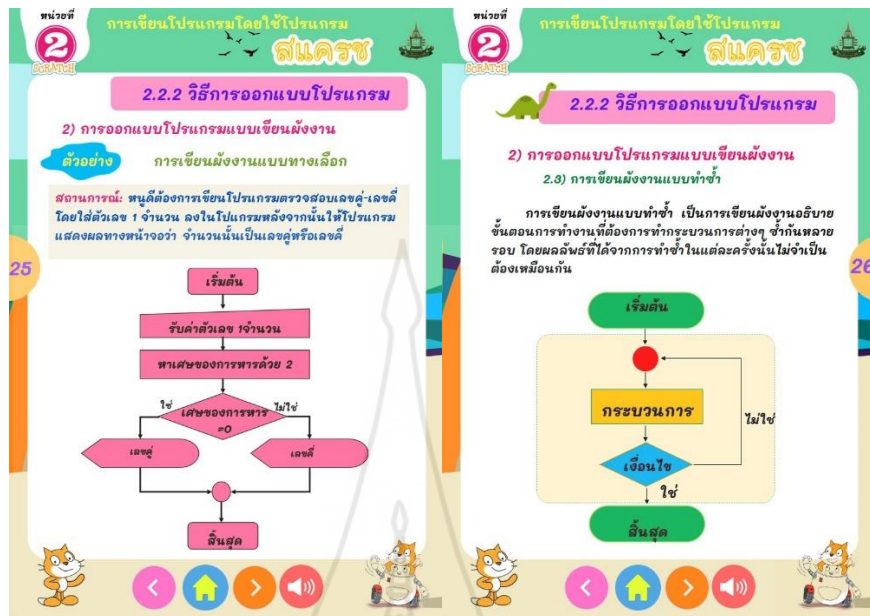 หน่วยที่
2
SCRATCH
การเขียนโปรแกรมโดยใช้โปรแกรม
สแครช
2.2.2 วิธีการออกแบบโปรแกรม
2) การออกแบบโปรแกรมแบบเขียนผังงาน
ตัวอย่าง
การเขียนผังงานแบบทางเลือก
สถานการณ์: หนูดีต้องการเขียนโปรแกรมตรวจสอบเลขคู่-เลขคี่
โดยใส่ตัวเลข 1 จำนวน ลงในโปแกรมหลังจากนั้นให้โปรแกรม
แสดงผลทางหน้าจอว่า จำนวนนั้นเป็นเลขคู่หรือเลขคี่
25
เริ่มต้น
รับค่าตัวเลข 1จำนวน
หาเศษของการหารด้วย 2
ใช่
เศษของการหาร
=0
ไม่ใช่
เลขคู่
เลขคี่
สิ้นสุด
หน่วยที่
2
SCRATCH
การเขียนโปรแกรมโดยใช้โปรแกรม
สแครช
2.2.2 วิธีการออกแบบโปรแกรม
2) การออกแบบโปรแกรมแบบเขียนผังงาน
2.3) การเขียนผังงานแบบทำซ้ำ
การเขียนผังงานแบบทำซ้ำ เป็นการเขียนผังงานอธิบาย
ขั้นตอนการทำงานที่ต้องการทำกระบวนการต่างๆ ซ้ำกันหลาย
รอบ โดยผลลัพธ์ที่ได้จากการทำซ้ำในแต่ละครั้งนั้นไม่จำเป็น
ต้องเหมือนกัน
26
เริ่มต้น
กระบวนการ
ไม่ใช่
เงื่อนไข
ใช่
สิ้นสุด